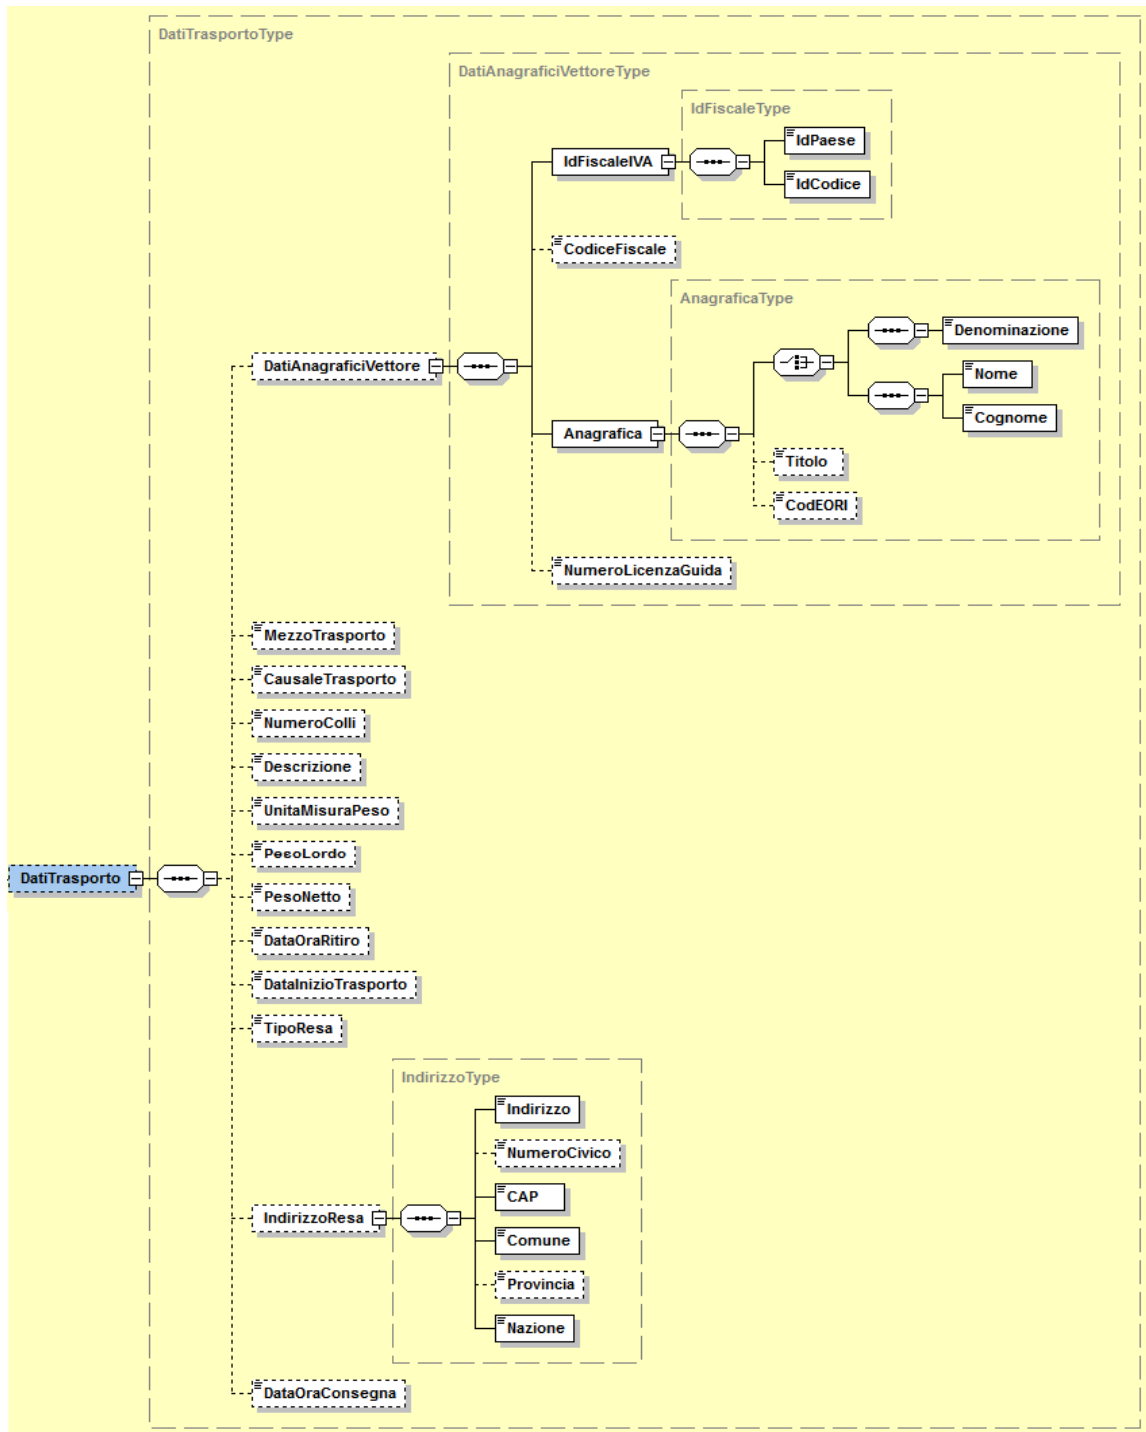 DatiTrasportoType
DatiAnagraficiVettoreType
IdFiscaleType
IdFiscaleIVA
IdPaese
IdCodice
CodiceFiscale
AnagraficaType
Denominazione
Nome
Cognome
DatiAnagraficiVettore
Anagrafica
Titolo
CodEORI
NumeroLicenzaGuida
MezzoTrasporto
CausaleTrasporto
NumeroColli
Descrizione
UnitaMisuraPeso
PesoLordo
DatiTrasporto
PesoNetto
DataOraRitiro
DataInizioTrasporto
TipoResa
IndirizzoType
Indirizzo
NumeroCivico
CAP
IndirizzoResa
Comune
Provincia
Nazione
DataOraConsegna